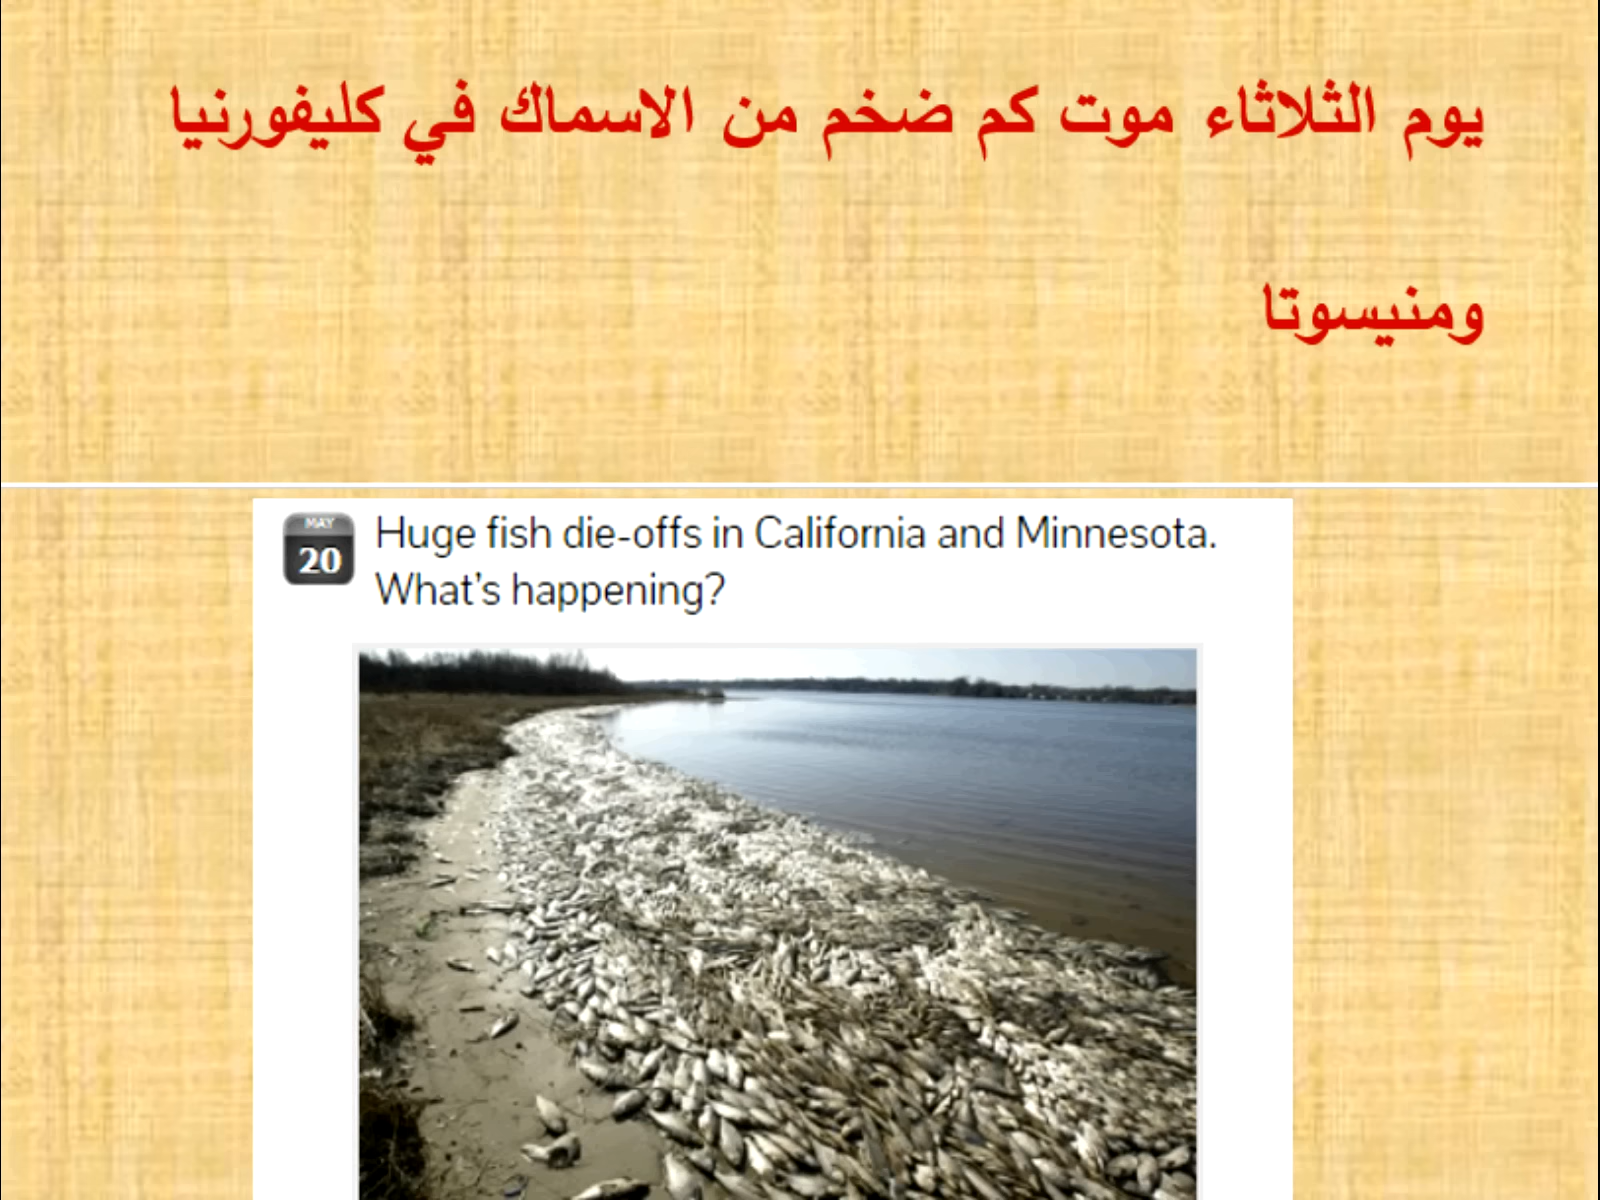 يوم الثلاثاء موت كم ضخم من الاسماك في كليفورنيا
ومنيسوتا
MAY
20
Huge fish die-offs in California and Minnesota.
What's happening?